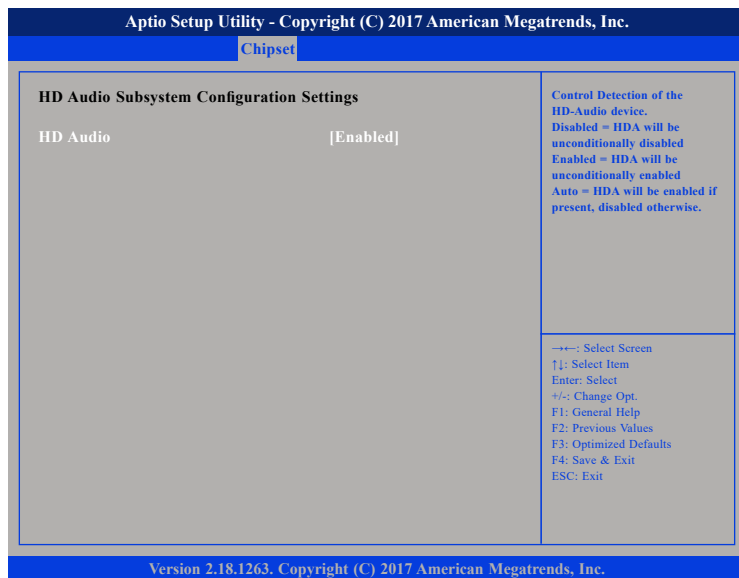 Aptio Setup Utility - Copyright (C) 2017 American Megatrends, Inc.
Chipset
HD Audio Subsystem Configuration Settings
HD Audio [Enabled]
Control Detection of the
HD-Audio device.
Disabled = HDA will be
unconditionally disabled
Enabled = HDA will be
unconditionally enabled
Auto = HDA will be enabled if
present, disabled otherwise.
→←: Select Screen
↑↓: Select Item
Enter: Select
+/-: Change Opt.
F1: General Help
F2: Previous Values
F3: Optimized Defaults
F4: Save & Exit
ESC: Exit
Version 2.18.1263. Copyright (C) 2017 American Megatrends, Inc.